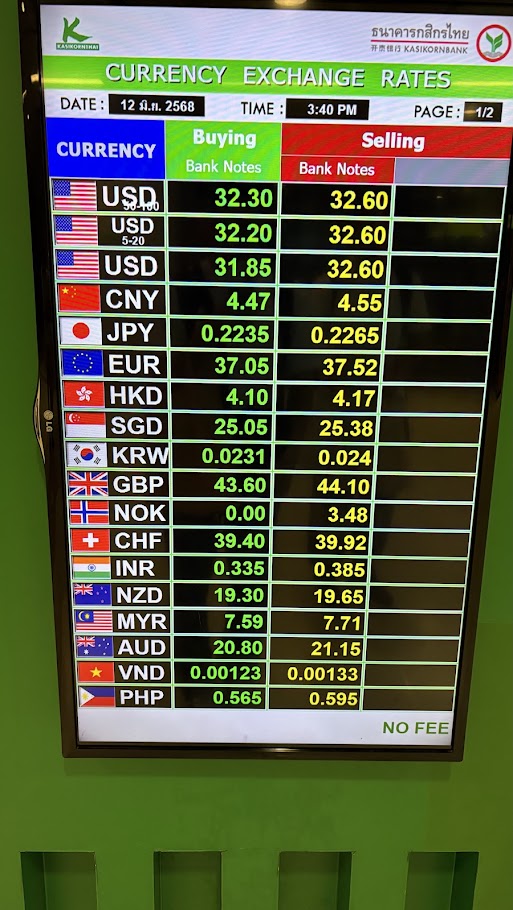 K
KASIKORNTHAI
ธนาคารกสิกรไทย
开泰银行 KASIKORNBANK
CURRENCY EXCHANGE RATES
DATE : 12 มี.ค. 2568 TIME : 3:40 PM PAGE : 1/2
CURRENCY Buying Selling
Bank Notes Bank Notes
USD 50-100 32.30 32.60
USD 5-20 32.20 32.60
USD 31.85 32.60
CNY 4.47 4.55
JPY 0.2235 0.2265
EUR 37.05 37.52
HKD 4.10 4.17
SGD 25.05 25.38
KRW 0.0231 0.024
GBP 43.60 44.10
NOK 0.00 3.48
CHF 39.40 39.92
INR 0.335 0.385
NZD 19.30 19.65
MYR 7.59 7.71
AUD 20.80 21.15
VND 0.00123 0.00133
PHP 0.565 0.595
NO FEE
LG